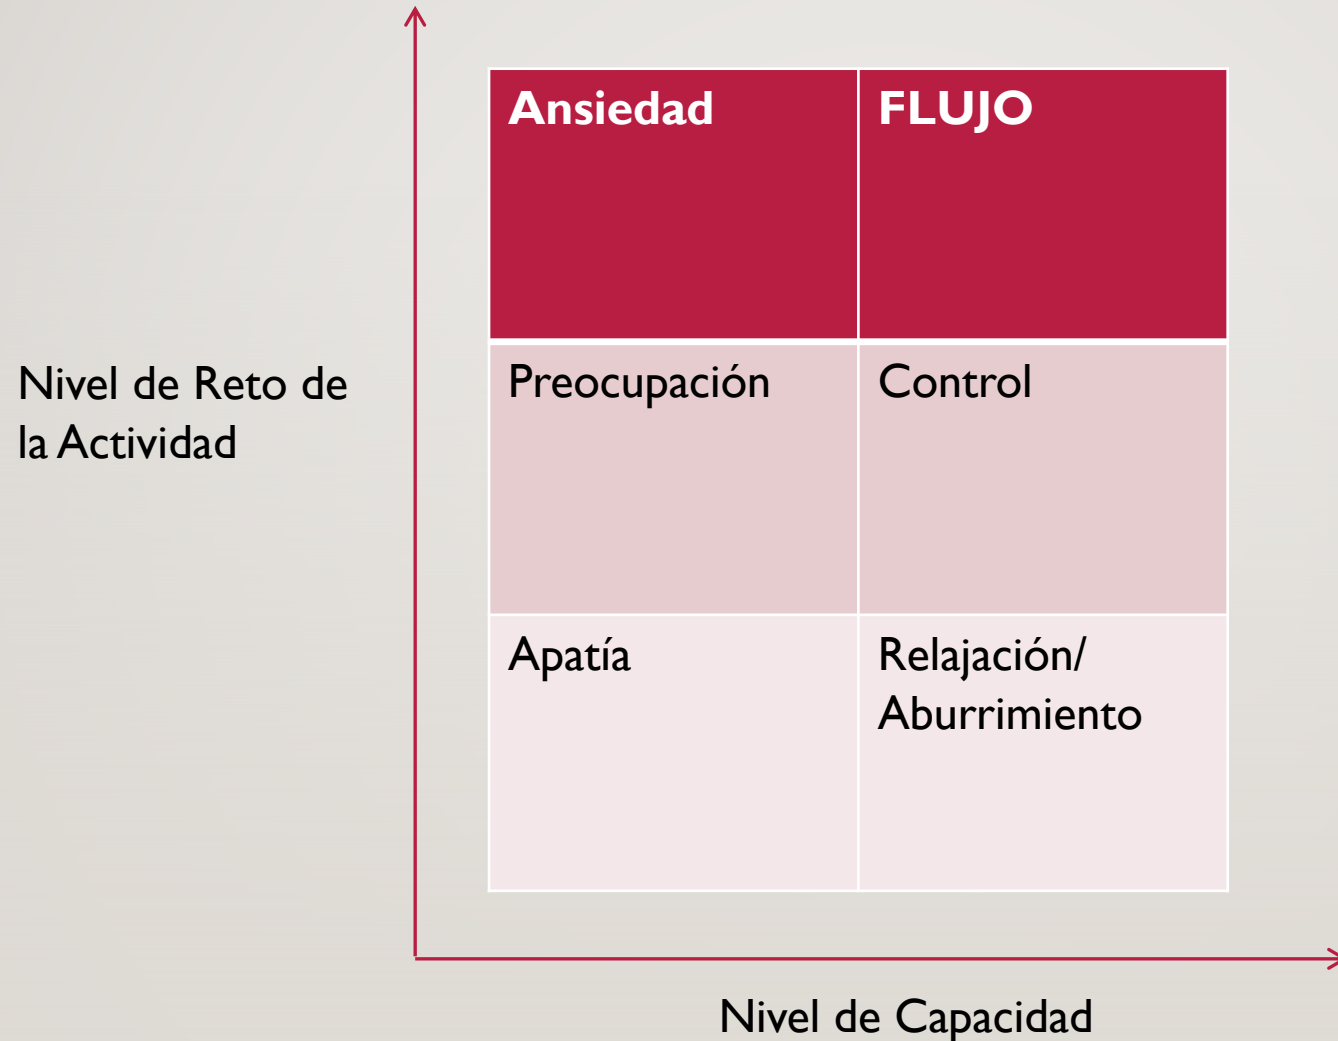 Ansiedad
FLUJO
Nivel de Reto de
la Actividad
Preocupación
Control
Apatía
Relajación/
Aburrimiento
Nivel de Capacidad